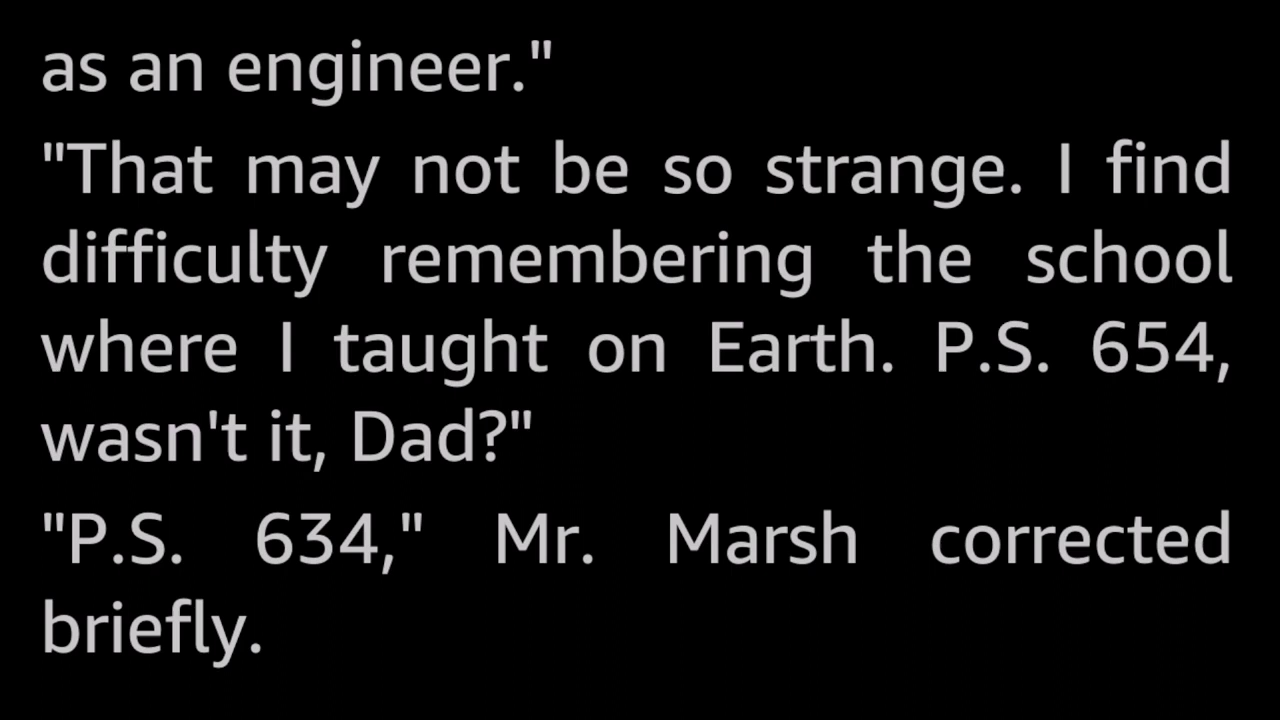 as an engineer."
"That may not be so strange. I find
difficulty remembering the school
where I taught on Earth. P.S. 654,
wasn't it, Dad?"
"P.S. 634," Mr. Marsh corrected
briefly.